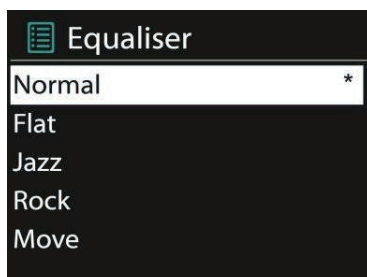 Equaliser
Normal *
Flat
Jazz
Rock
Move